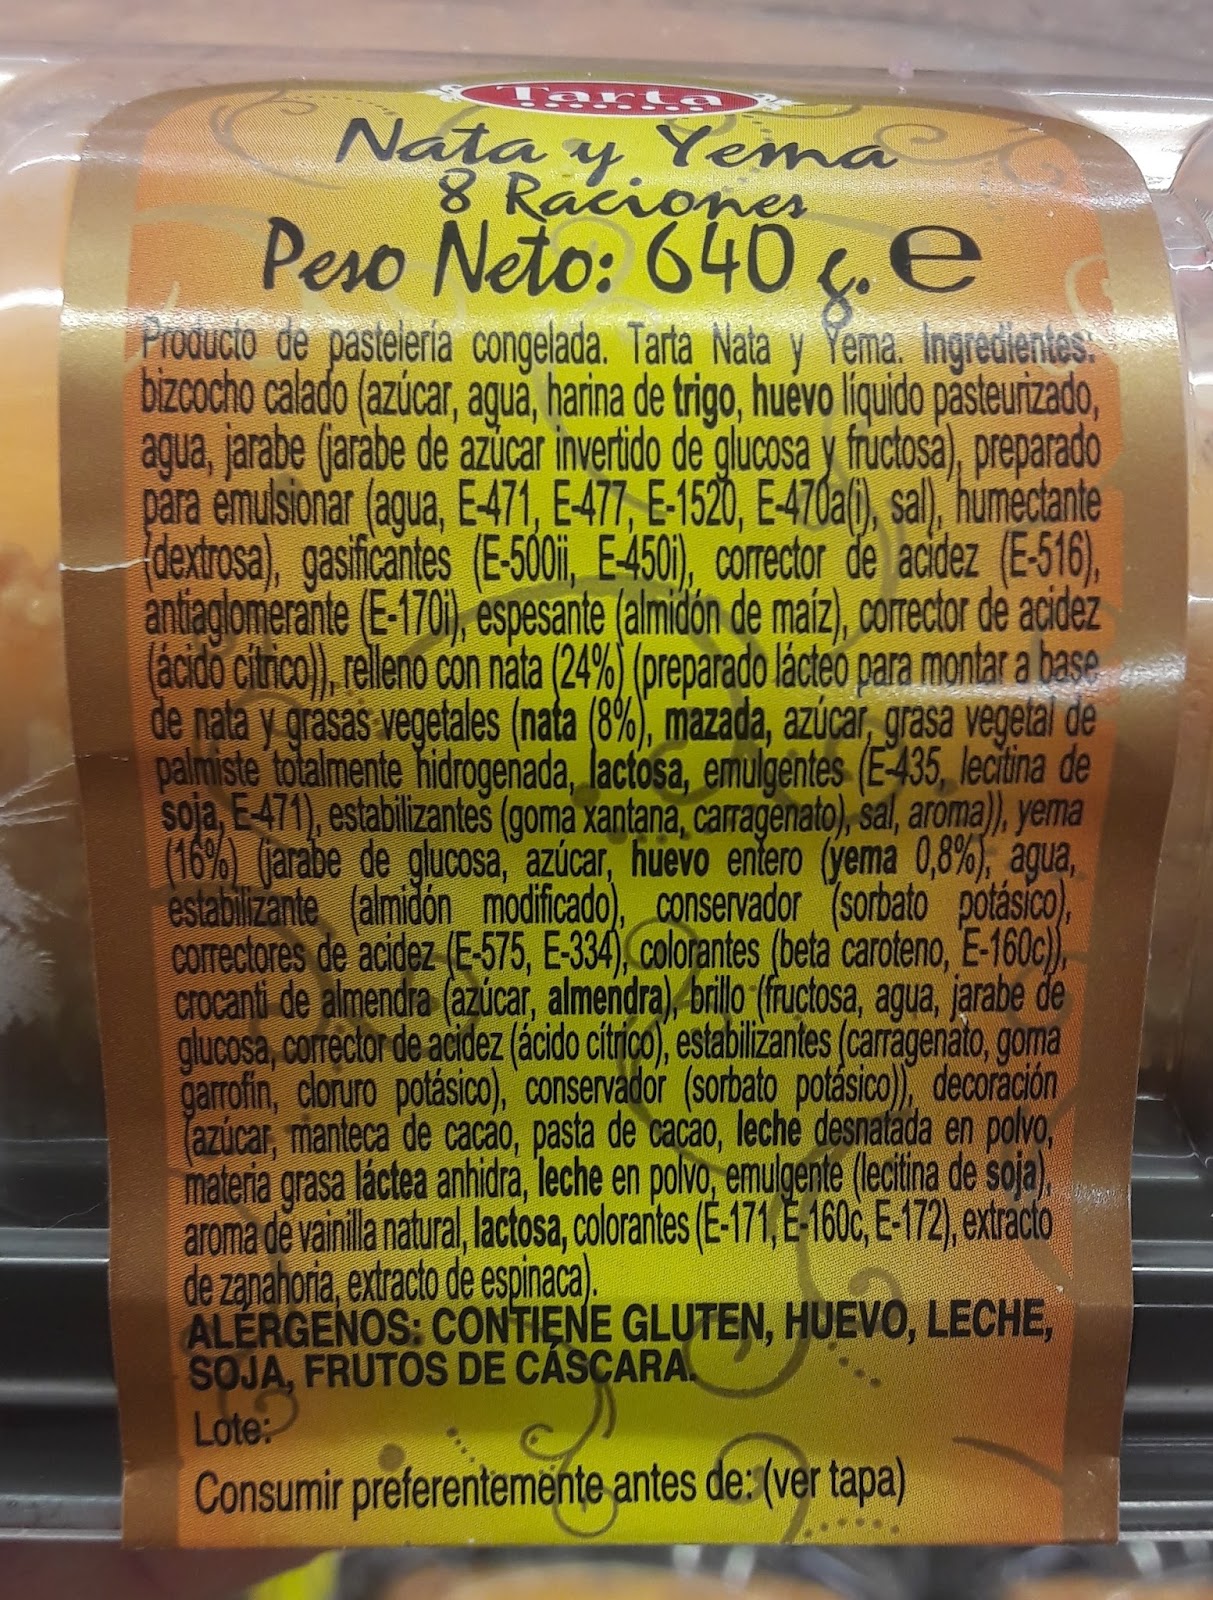 Tarta
Nata y Yema
8 Raciones
Peso Neto: 640 g. e
Producto de pastelería congelada. Tarta Nata y Yema. Ingredientes:
bizcocho calado (azúcar, agua, harina de trigo, huevo líquido pasteurizado,
agua, jarabe (jarabe de azúcar invertido de glucosa y fructosa), preparado
para emulsionar (agua, E-471, E-477, E-1520, E-470a(i), sal), humectante
(dextrosa), gasificantes (E-500ii, E-450i), corrector de acidez (E-516),
antiaglomerante (E-170i), espesante (almidón de maíz), corrector de acidez
(ácido cítrico)), relleno con nata (24%) (preparado lácteo para montar a base
de nata y grasas vegetales (nata (8%), mazada, azúcar, grasa vegetal de
palmiste totalmente hidrogenada, lactosa, emulgentes (E-435, lecitina de
soja, E-471), estabilizantes (goma xantana, carragenato), sal, aroma)), yema
(16%) (jarabe de glucosa, azúcar, huevo entero (yema 0,8%), agua,
estabilizante (almidón modificado), conservador (sorbato potásico),
correctores de acidez (E-575, E-334), colorantes (beta caroteno, E-160c)),
crocanti de almendra (azúcar, almendra), brillo (fructosa, agua, jarabe de
glucosa, corrector de acidez (ácido cítrico), estabilizantes (carragenato, goma
garrofín, cloruro potásico), conservador (sorbato potásico)), decoración
(azúcar, manteca de cacao, pasta de cacao, leche desnatada en polvo,
materia grasa láctea anhidra, leche en polvo, emulgente (lecitina de soja),
aroma de vainilla natural, lactosa, colorantes (E-171, E-160c, E-172), extracto
de zanahoria, extracto de espinaca).
ALÉRGENOS: CONTIENE GLUTEN, HUEVO, LECHE,
SOJA, FRUTOS DE CÁSCARA.
Lote:
Consumir preferentemente antes de: (ver tapa)